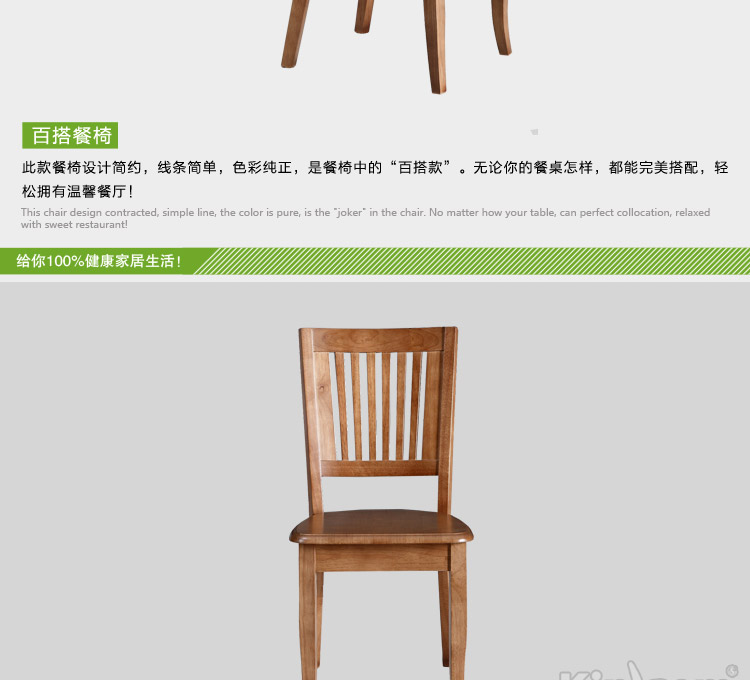 百搭餐椅
此款餐椅设计简约，线条简单，色彩纯正，是餐椅中的“百搭款”。无论你的餐桌怎样，都能完美搭配，轻
松拥有温馨餐厅！
This chair design contracted, simple line, the color is pure, is the "joker" in the chair. No matter how your table, can perfect collocation, relaxed
with sweet restaurant!
给你100%健康家居生活！